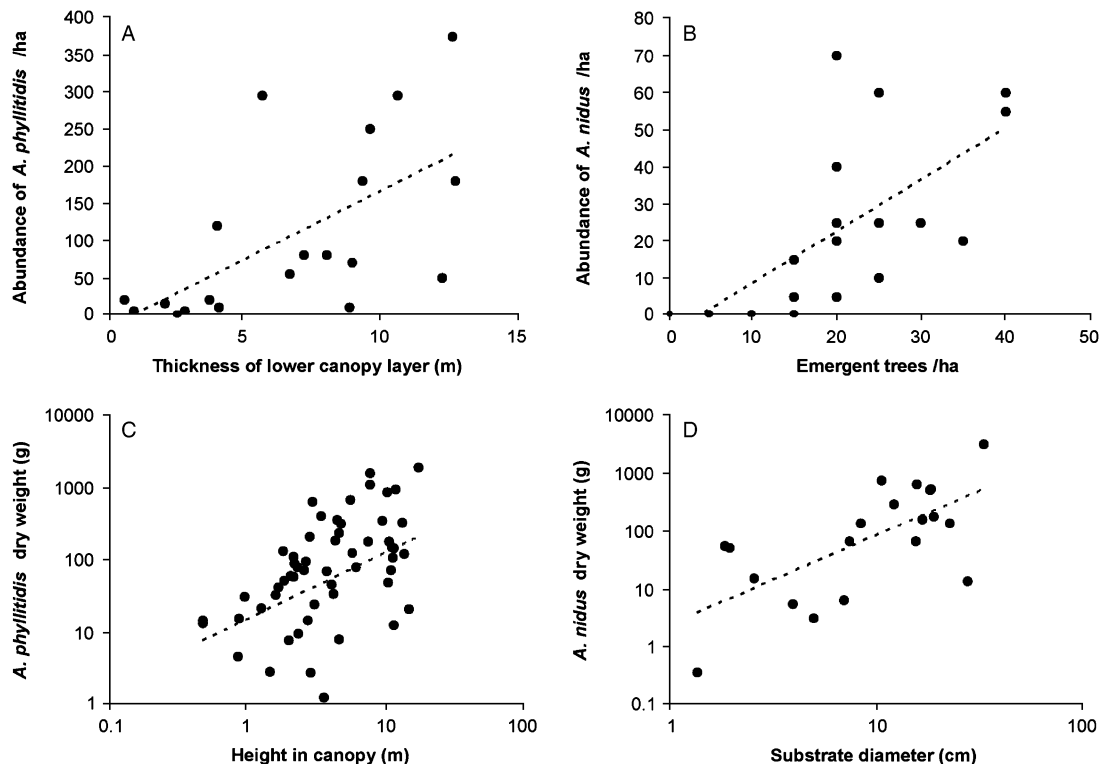 A
Abundance of A. phyllitidis /ha
400
350
300
250
200
150
100
50
0
0 5 10 15
Thickness of lower canopy layer (m)
B
Abundance of A. nidus /ha
80
70
60
50
40
30
20
10
0
0 10 20 30 40 50
Emergent trees /ha
C
A. phyllitidis dry weight (g)
10000
1000
100
10
1
0.1 1 10 100
Height in canopy (m)
D
A. nidus dry weight (g)
10000
1000
100
10
1
0.1
1 10 100
Substrate diameter (cm)